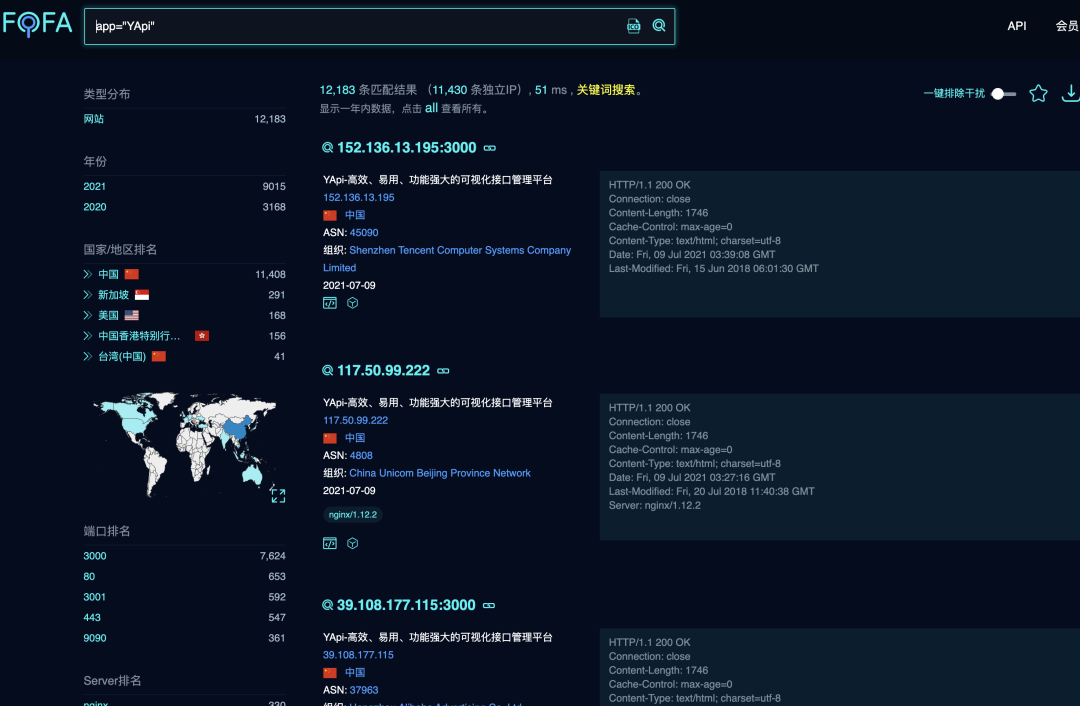 FOFA
app="YApi"
API
会员
类型分布
网站 12,183
年份
2021 9015
2020 3168
国家/地区排名
中国 11,408
新加坡 291
美国 168
中国香港特别行... 156
台湾(中国) 41
端口排名
3000 7,624
80 653
3001 592
443 547
9090 361
Server排名
nginx 330
12,183 条匹配结果 （11,430 条独立IP）, 51 ms , 关键词搜索。
显示一年内数据，点击 all 查看所有。
一键排除干扰
152.136.13.195:3000
YApi-高效、易用、功能强大的可视化接口管理平台
152.136.13.195
中国
ASN: 45090
组织: Shenzhen Tencent Computer Systems Company
Limited
2021-07-09
HTTP/1.1 200 OK
Connection: close
Content-Length: 1746
Cache-Control: max-age=0
Content-Type: text/html; charset=utf-8
Date: Fri, 09 Jul 2021 03:39:08 GMT
Last-Modified: Fri, 15 Jun 2018 06:01:30 GMT
117.50.99.222
YApi-高效、易用、功能强大的可视化接口管理平台
117.50.99.222
中国
ASN: 4808
组织: China Unicom Beijing Province Network
2021-07-09
nginx/1.12.2
HTTP/1.1 200 OK
Connection: close
Content-Length: 1746
Cache-Control: max-age=0
Content-Type: text/html; charset=utf-8
Date: Fri, 09 Jul 2021 03:27:16 GMT
Last-Modified: Fri, 20 Jul 2018 11:40:38 GMT
Server: nginx/1.12.2
39.108.177.115:3000
YApi-高效、易用、功能强大的可视化接口管理平台
39.108.177.115
中国
ASN: 37963
组织: Hangzhou Alibaba Advertising Co.,Ltd.
HTTP/1.1 200 OK
Connection: close
Content-Length: 1746
Cache-Control: max-age=0
Content-Type: text/html; charset=utf-8